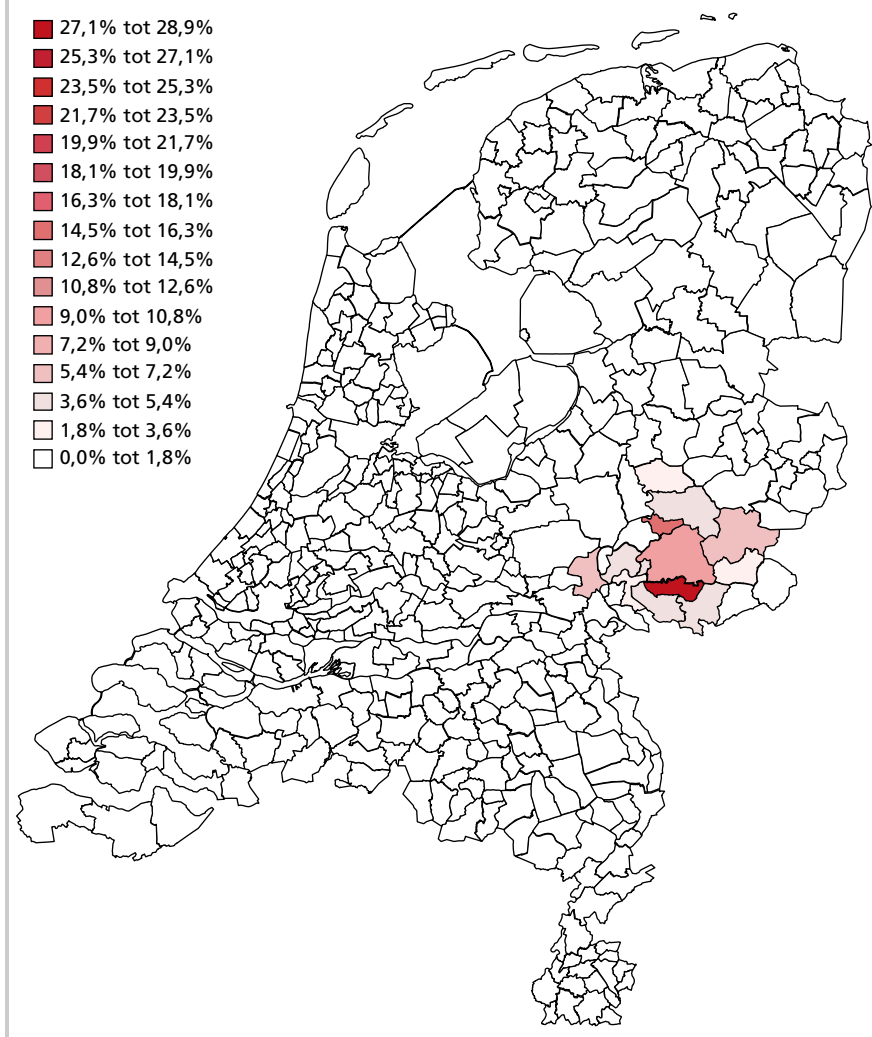 27,1% tot 28,9%
25,3% tot 27,1%
23,5% tot 25,3%
21,7% tot 23,5%
19,9% tot 21,7%
18,1% tot 19,9%
16,3% tot 18,1%
14,5% tot 16,3%
12,6% tot 14,5%
10,8% tot 12,6%
9,0% tot 10,8%
7,2% tot 9,0%
5,4% tot 7,2%
3,6% tot 5,4%
1,8% tot 3,6%
0,0% tot 1,8%